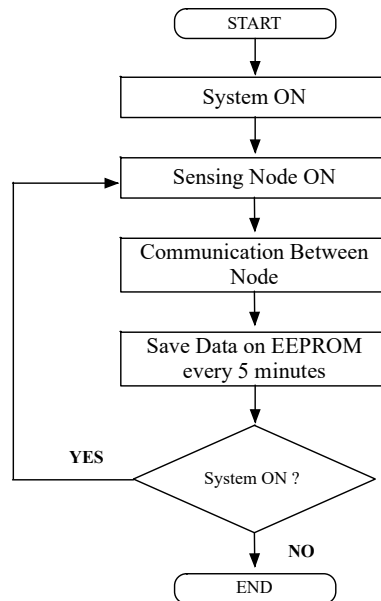 START
System ON
Sensing Node ON
Communication Between
Node
Save Data on EEPROM
every 5 minutes
YES
System ON ?
NO
END